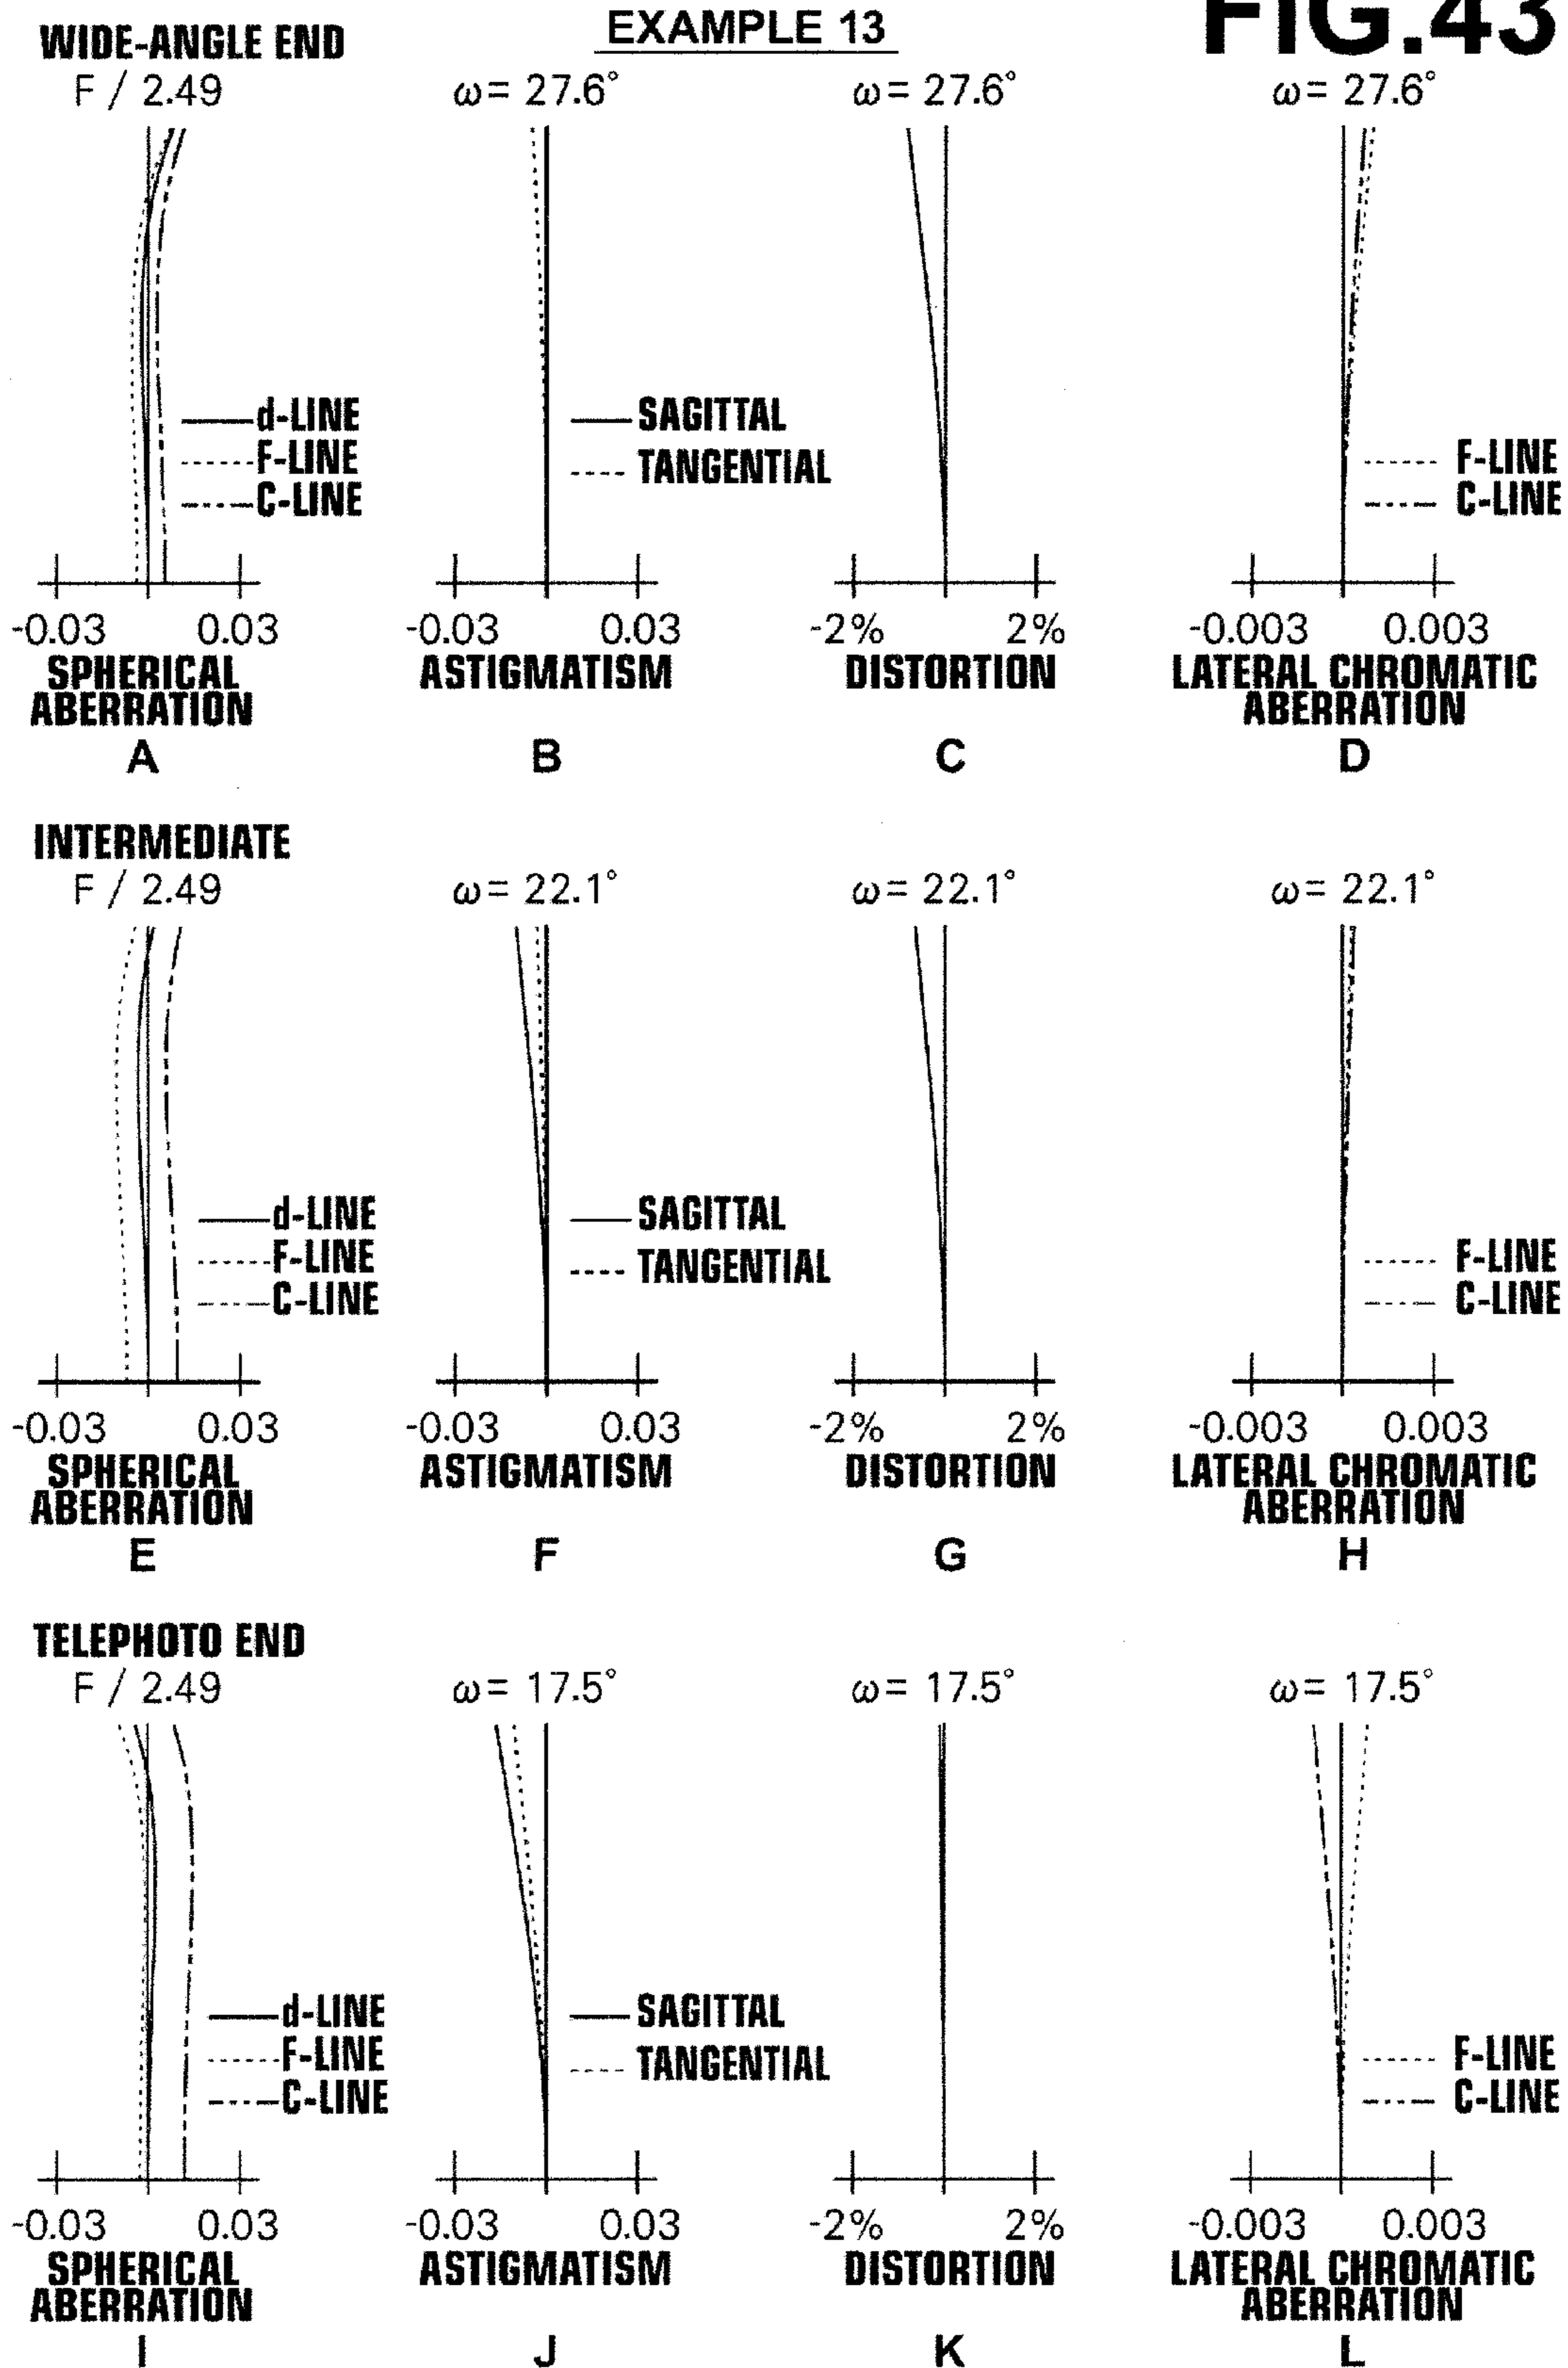 FIG.43
EXAMPLE 13
WIDE-ANGLE END
F / 2.49
ω= 27.6°
ω= 27.6°
ω= 27.6°
d-LINE
F-LINE
C-LINE
SAGITTAL
TANGENTIAL
F-LINE
C-LINE
-0.03 0.03
-0.03 0.03
-2% 2%
-0.003 0.003
SPHERICAL
ABERRATION
ASTIGMATISM
DISTORTION
LATERAL CHROMATIC
ABERRATION
A
B
C
D
INTERMEDIATE
F / 2.49
ω= 22.1°
ω= 22.1°
ω= 22.1°
d-LINE
F-LINE
C-LINE
SAGITTAL
TANGENTIAL
F-LINE
C-LINE
-0.03 0.03
-0.03 0.03
-2% 2%
-0.003 0.003
SPHERICAL
ABERRATION
ASTIGMATISM
DISTORTION
LATERAL CHROMATIC
ABERRATION
E
F
G
H
TELEPHOTO END
F / 2.49
ω= 17.5°
ω= 17.5°
ω= 17.5°
d-LINE
F-LINE
C-LINE
SAGITTAL
TANGENTIAL
F-LINE
C-LINE
-0.03 0.03
-0.03 0.03
-2% 2%
-0.003 0.003
SPHERICAL
ABERRATION
ASTIGMATISM
DISTORTION
LATERAL CHROMATIC
ABERRATION
I
J
K
L